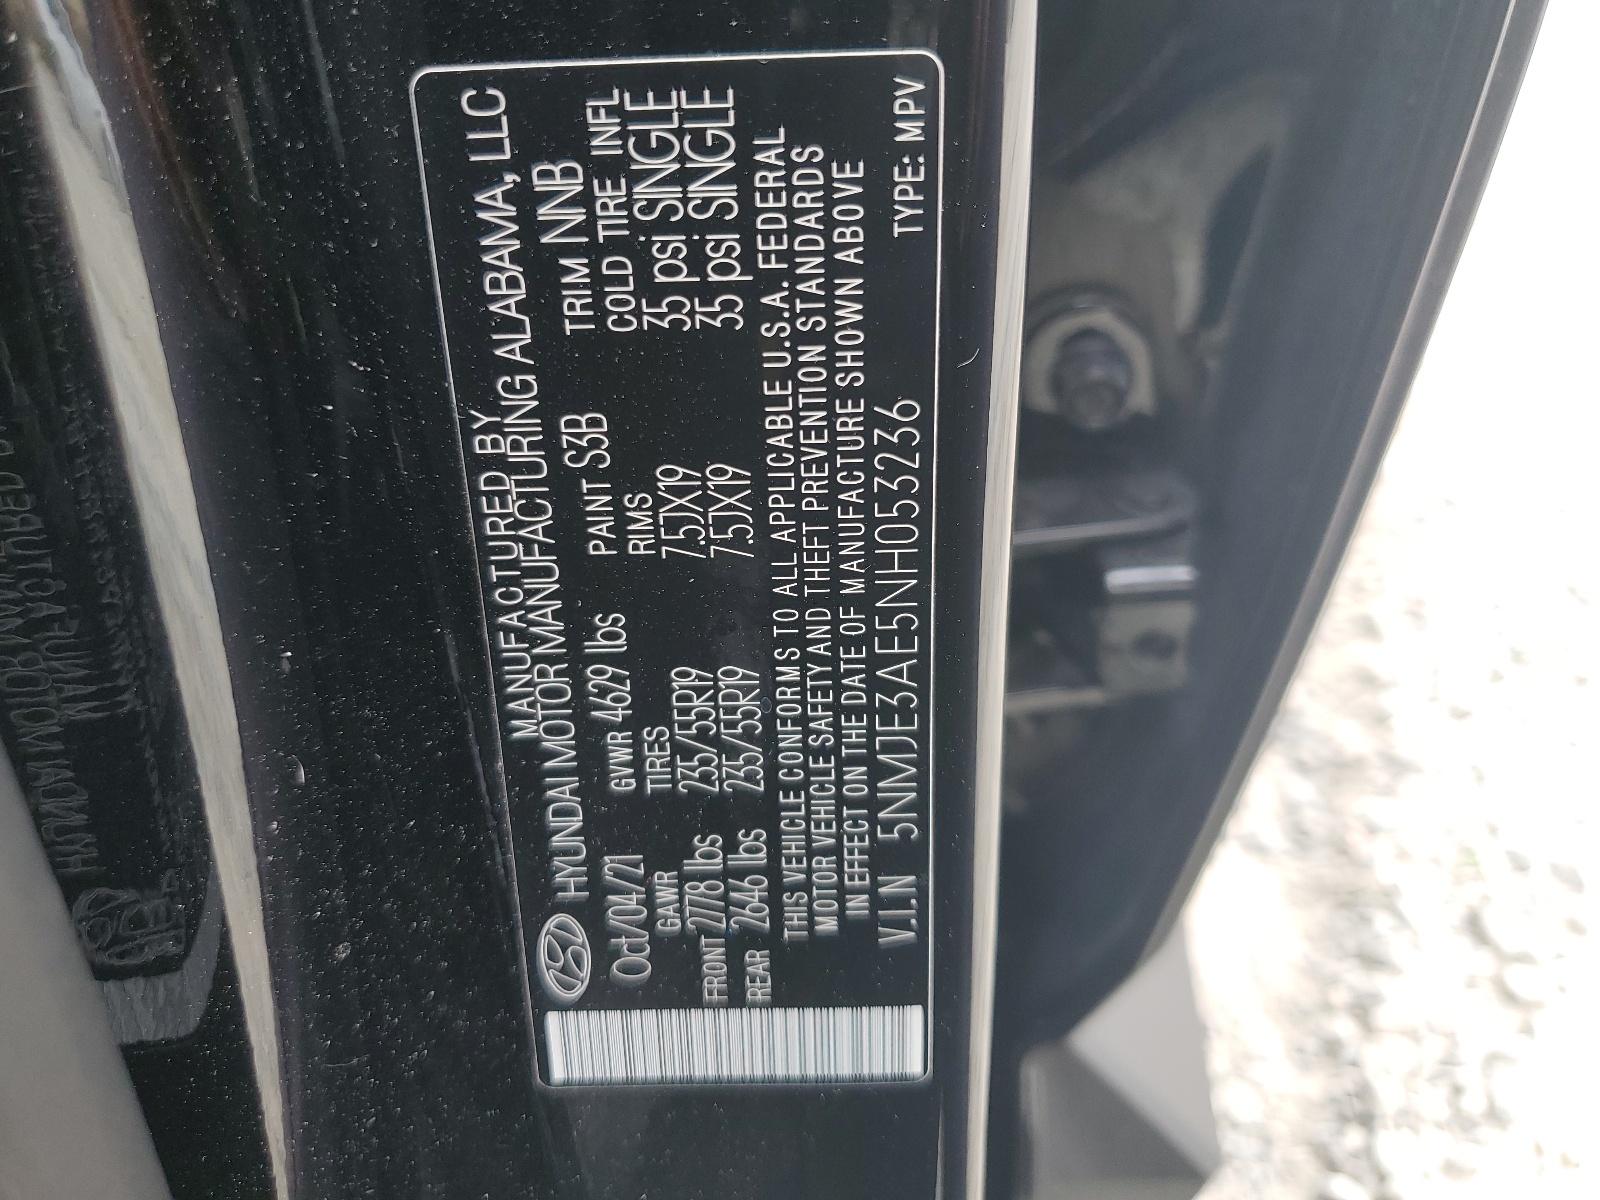 MANUFACTURED BY
HYUNDAI MOTOR MANUFACTURING ALABAMA, LLC
Oct/04/21 GVWR 4629 lbs PAINT S3B TRIM NNB
GAWR TIRES RIMS COLD TIRE INFL
FRONT 2778 lbs 235/55R19 7.5JX19 35 psi SINGLE
REAR 2646 lbs 235/55R19 7.5JX19 35 psi SINGLE
THIS VEHICLE CONFORMS TO ALL APPLICABLE U.S.A. FEDERAL
MOTOR VEHICLE SAFETY AND THEFT PREVENTION STANDARDS
IN EFFECT ON THE DATE OF MANUFACTURE SHOWN ABOVE
V.I.N 5NMJE3AE5NH053236 TYPE: MPV